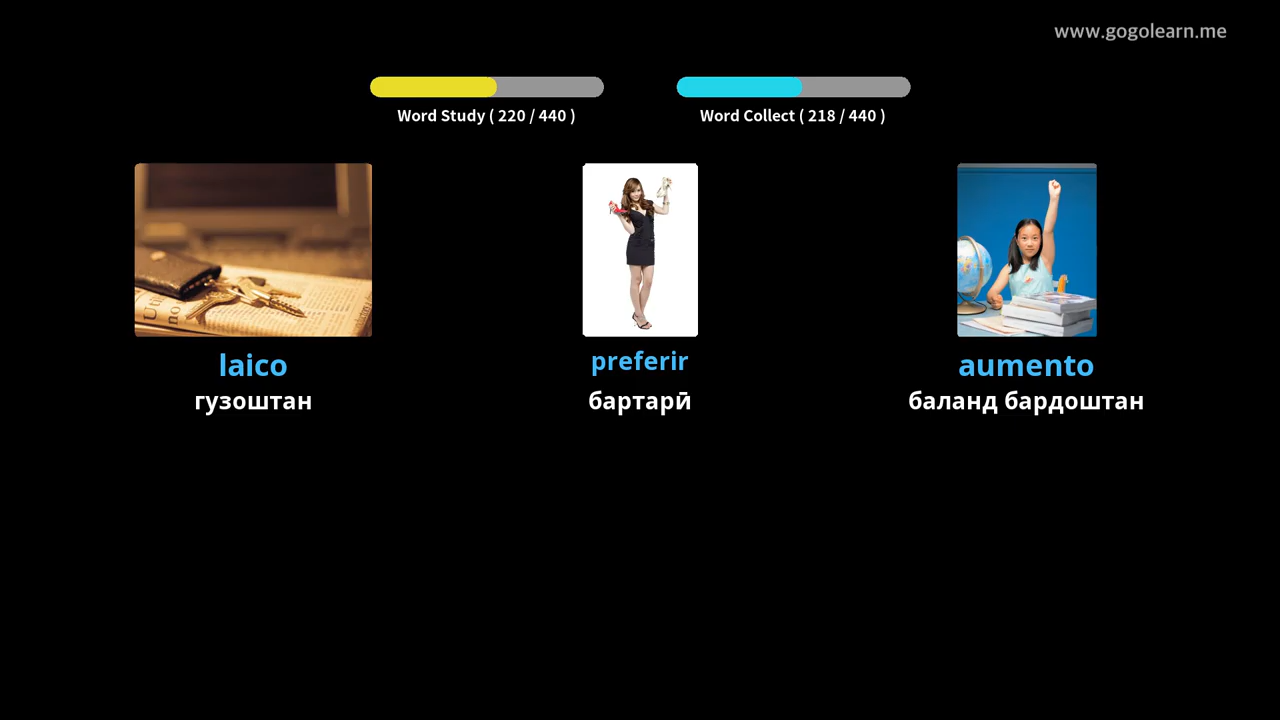 www.gogolearn.me
Word Study ( 220 / 440 )
Word Collect ( 218 / 440 )
laico
гузоштан
preferir
бартарӣ
aumento
баланд бардоштан